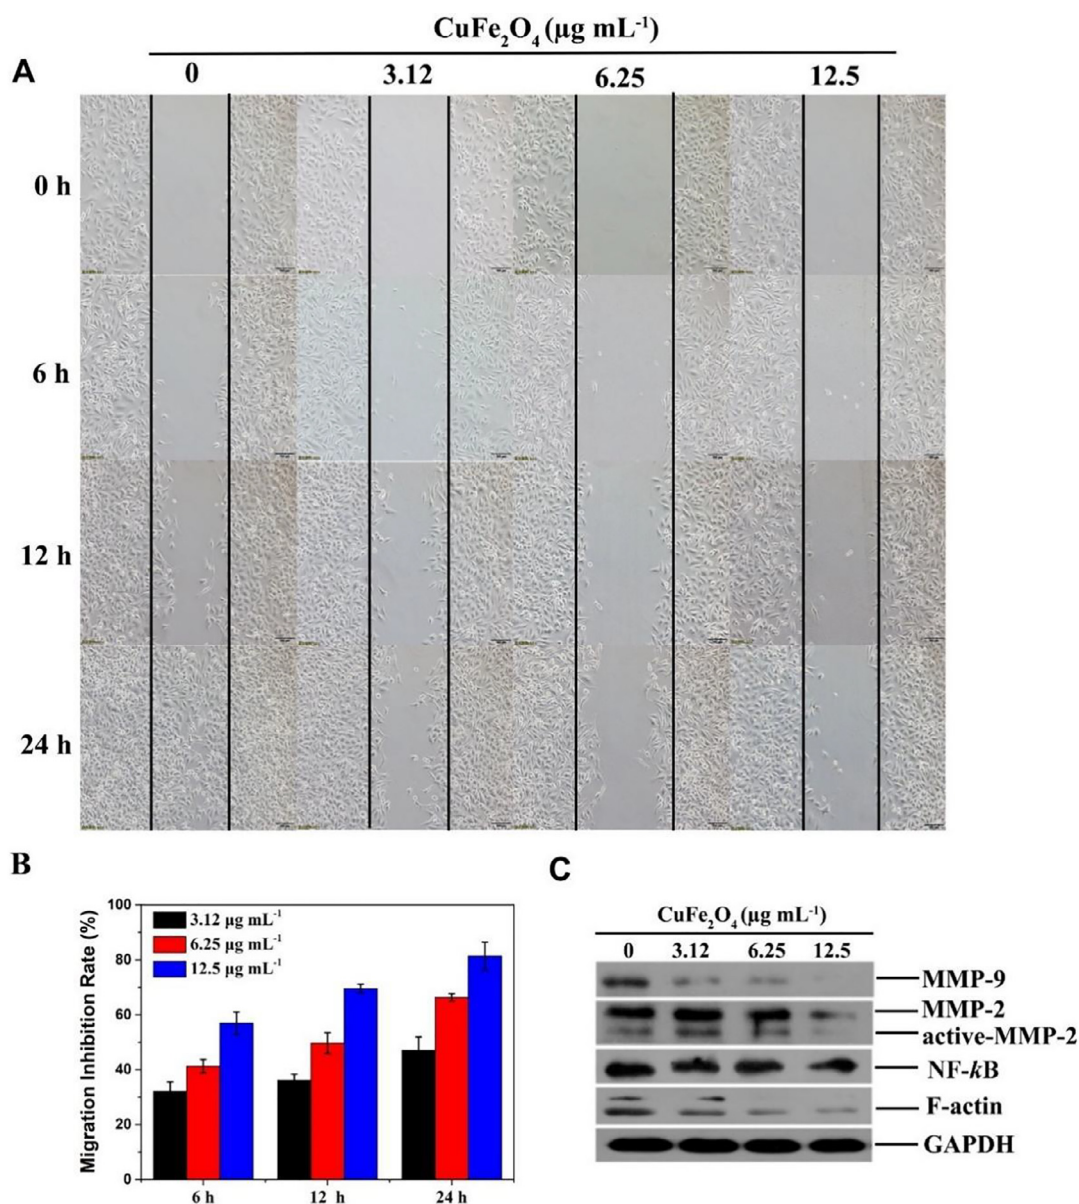 CuFe₂O₄ (µg mL⁻¹)
A
0 3.12 6.25 12.5
0 h
6 h
12 h
24 h
B
Migration Inhibition Rate (%)
100
80
60
40
20
0
3.12 µg mL⁻¹
6.25 µg mL⁻¹
12.5 µg mL⁻¹
6 h 12 h 24 h
C
CuFe₂O₄ (µg mL⁻¹)
0 3.12 6.25 12.5
MMP-9
MMP-2
active-MMP-2
NF-kB
F-actin
GAPDH